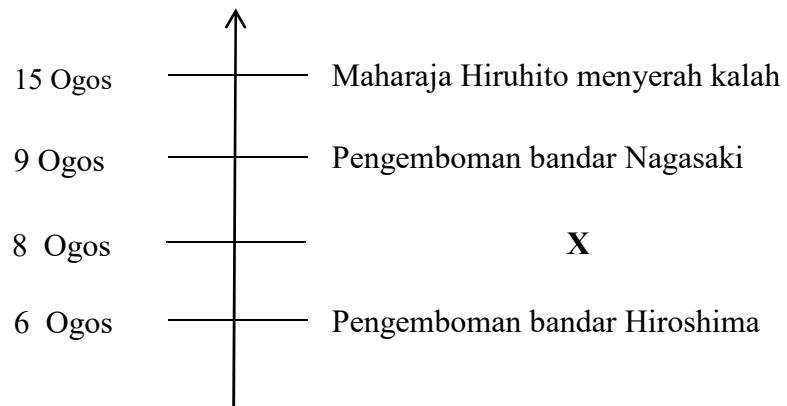 15 Ogos Maharaja Hiruhito menyerah kalah
9 Ogos Pengemboman bandar Nagasaki
8 Ogos X
6 Ogos Pengemboman bandar Hiroshima